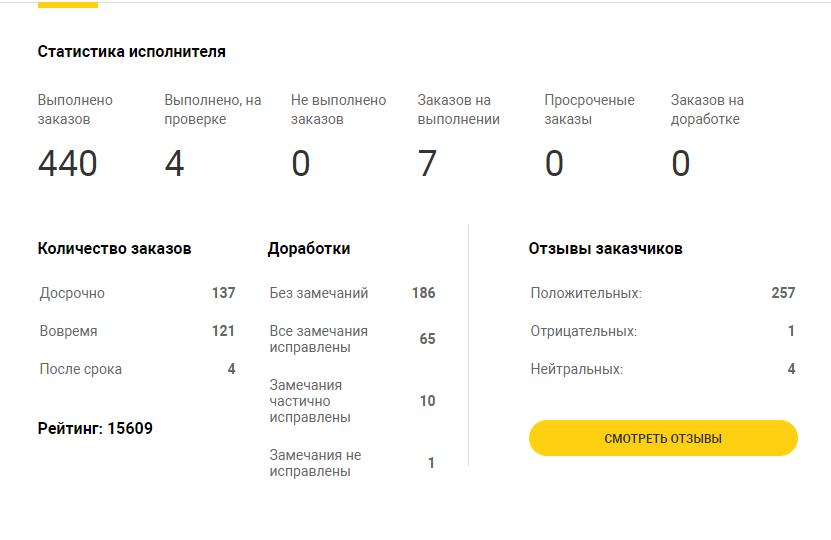 Статистика исполнителя
Выполнено
заказов
440
Выполнено, на
проверке
4
Не выполнено
заказов
0
Заказов на
выполнении
7
Просроченые
заказы
0
Заказов на
доработке
0
Количество заказов
Досрочно 137
Вовремя 121
После срока 4
Рейтинг: 15609
Доработки
Без замечаний 186
Все замечания
исправлены 65
Замечания
частично
исправлены 10
Замечания не
исправлены 1
Отзывы заказчиков
Положительных: 257
Отрицательных: 1
Нейтральных: 4
СМОТРЕТЬ ОТЗЫВЫ